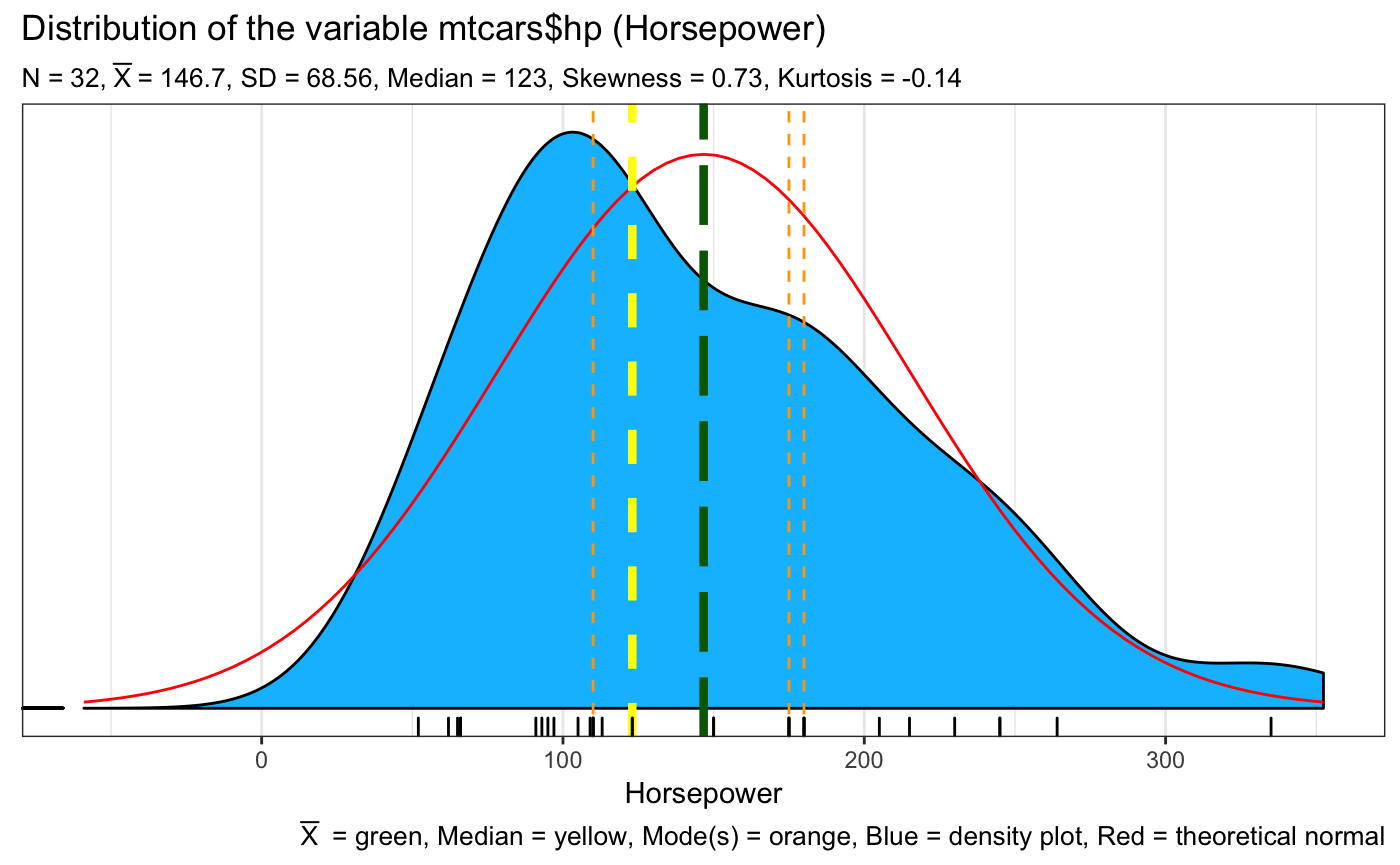 Distribution of the variable mtcars$hp (Horsepower)
N = 32, X̅ = 146.7, SD = 68.56, Median = 123, Skewness = 0.73, Kurtosis = -0.14
0 100 200 300
Horsepower
X̅ = green, Median = yellow, Mode(s) = orange, Blue = density plot, Red = theoretical normal